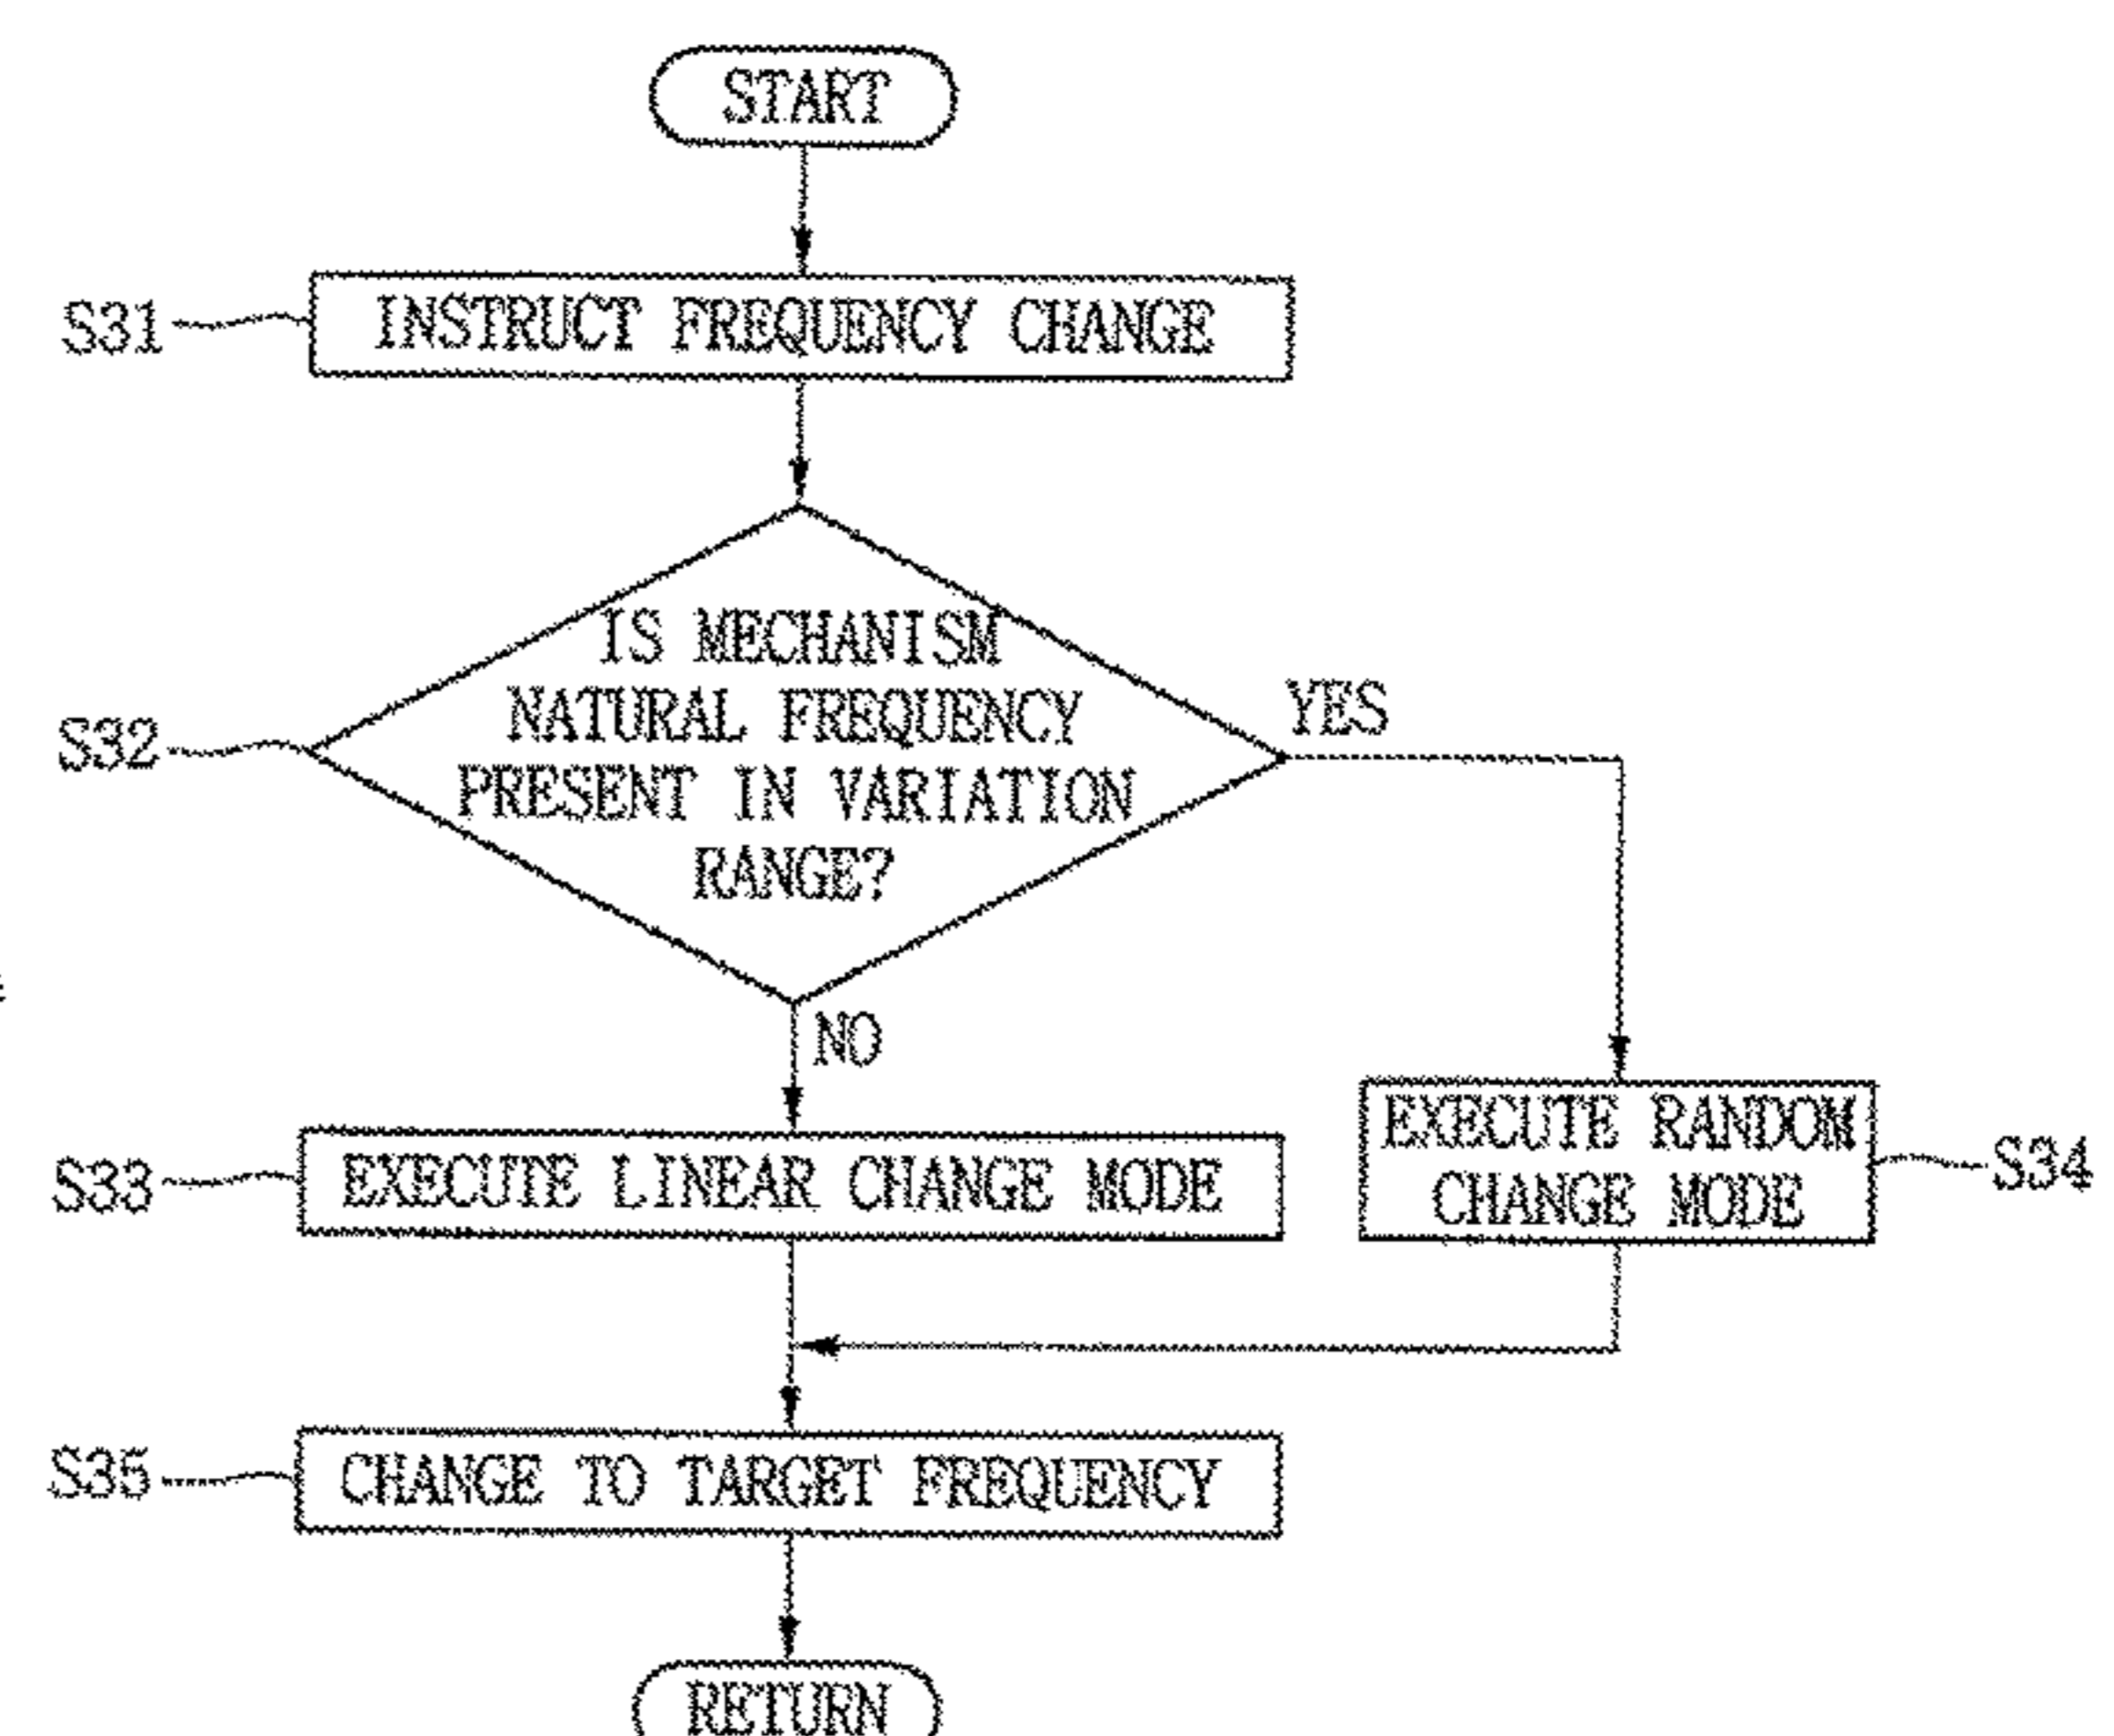 START
S31
INSTRUCT FREQUENCY CHANGE
S32
IS MECHANISM
NATURAL FREQUENCY
PRESENT IN VARIATION
RANGE?
YES
NO
S33
EXECUTE LINEAR CHANGE MODE
EXECUTE RANDOM
CHANGE MODE
S34
S35
CHANGE TO TARGET FREQUENCY
RETURN